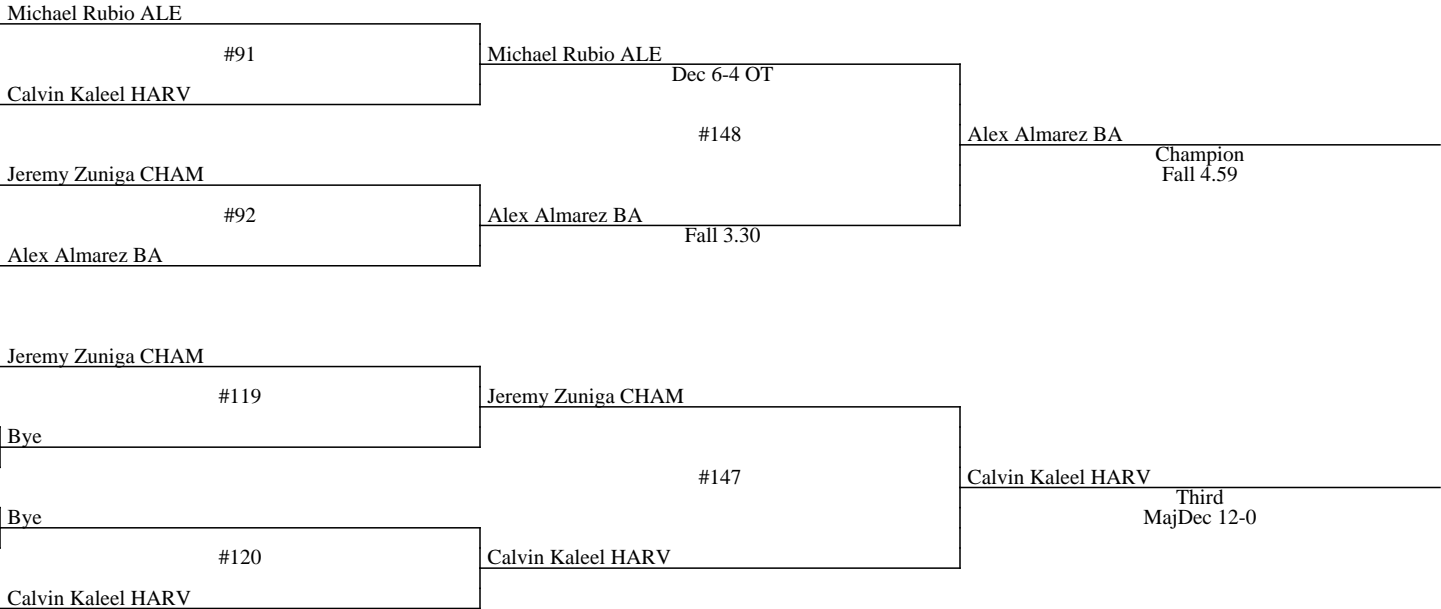 Michael Rubio ALE
#91
Michael Rubio ALE
Dec 6-4 OT
Calvin Kaleel HARV
#148
Alex Almarez BA
Champion
Fall 4.59
Jeremy Zuniga CHAM
#92
Alex Almarez BA
Fall 3.30
Alex Almarez BA
Jeremy Zuniga CHAM
#119
Jeremy Zuniga CHAM
Bye
#147
Calvin Kaleel HARV
Third
MajDec 12-0
Bye
#120
Calvin Kaleel HARV
Calvin Kaleel HARV